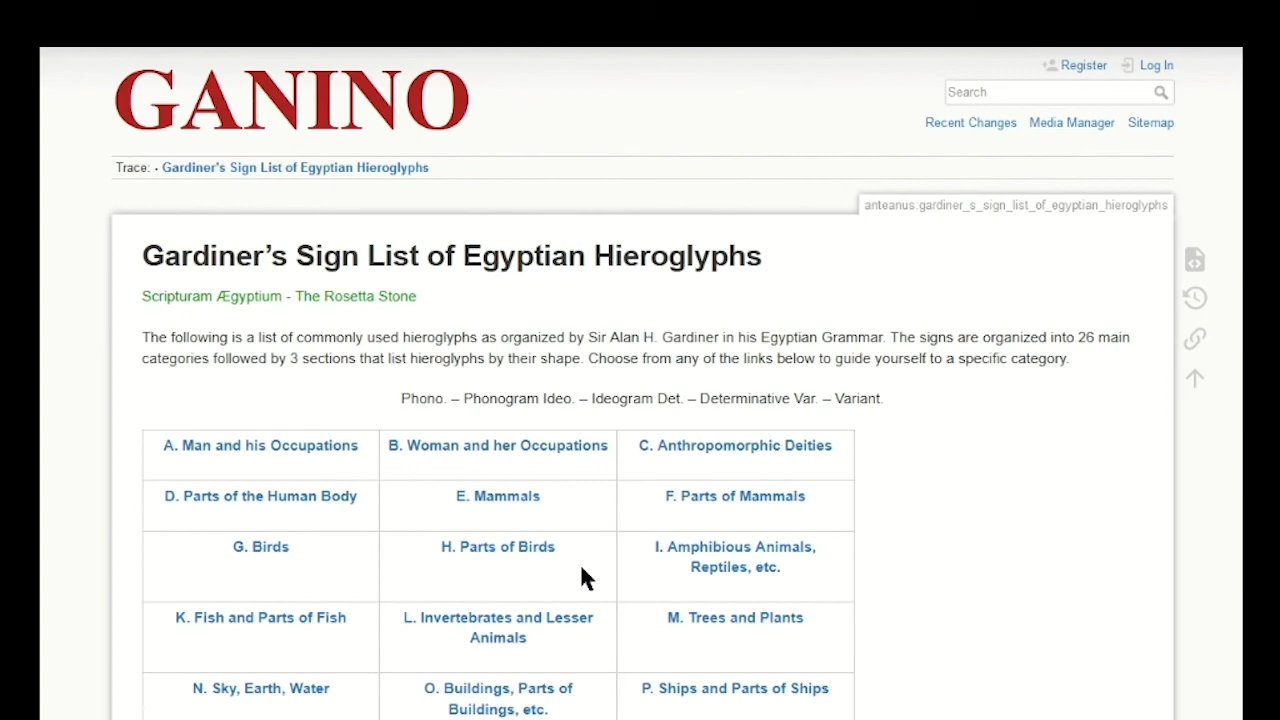 GANINO
Register Log In
Search
Recent Changes Media Manager Sitemap
Trace: • Gardiner's Sign List of Egyptian Hieroglyphs
anteanus:gardiner_s_sign_list_of_egyptian_hieroglyphs
Gardiner’s Sign List of Egyptian Hieroglyphs
Scripturam Ægyptium - The Rosetta Stone
The following is a list of commonly used hieroglyphs as organized by Sir Alan H. Gardiner in his Egyptian Grammar. The signs are organized into 26 main
categories followed by 3 sections that list hieroglyphs by their shape. Choose from any of the links below to guide yourself to a specific category.
Phono. – Phonogram Ideo. – Ideogram Det. – Determinative Var. – Variant.
A. Man and his Occupations
B. Woman and her Occupations
C. Anthropomorphic Deities
D. Parts of the Human Body
E. Mammals
F. Parts of Mammals
G. Birds
H. Parts of Birds
I. Amphibious Animals,
Reptiles, etc.
K. Fish and Parts of Fish
L. Invertebrates and Lesser
Animals
M. Trees and Plants
N. Sky, Earth, Water
O. Buildings, Parts of
Buildings, etc.
P. Ships and Parts of Ships